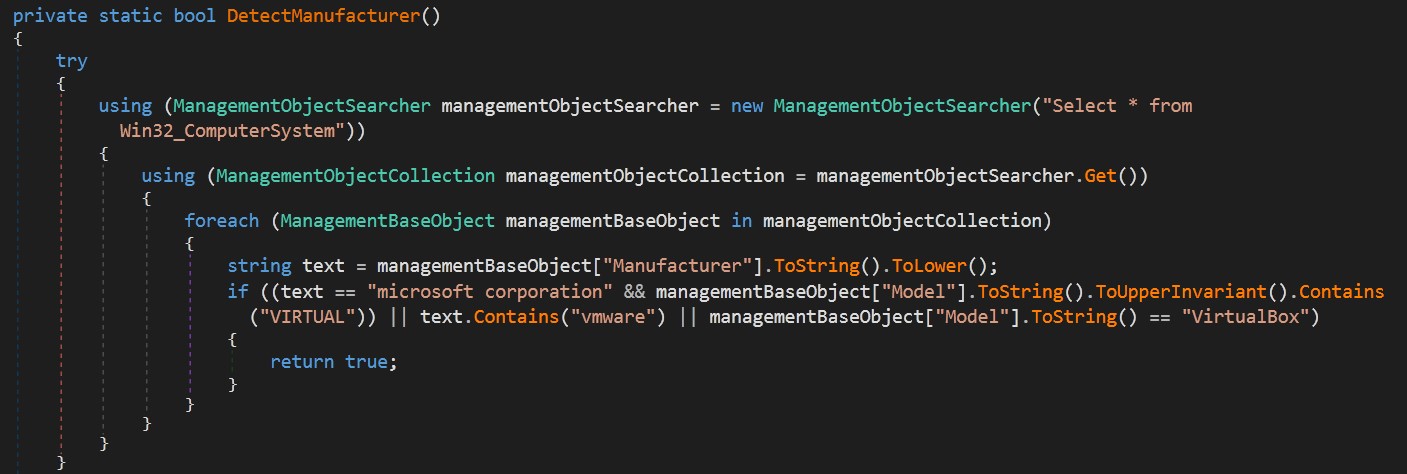 private static bool DetectManufacturer()
{
try
{
using (ManagementObjectSearcher managementObjectSearcher = new ManagementObjectSearcher("Select * from
Win32_ComputerSystem"))
{
using (ManagementObjectCollection managementObjectCollection = managementObjectSearcher.Get())
{
foreach (ManagementBaseObject managementBaseObject in managementObjectCollection)
{
string text = managementBaseObject["Manufacturer"].ToString().ToLower();
if ((text == "microsoft corporation" && managementBaseObject["Model"].ToString().ToUpperInvariant().Contains
("VIRTUAL")) || text.Contains("vmware") || managementBaseObject["Model"].ToString() == "VirtualBox")
{
return true;
}
}
}
}
}